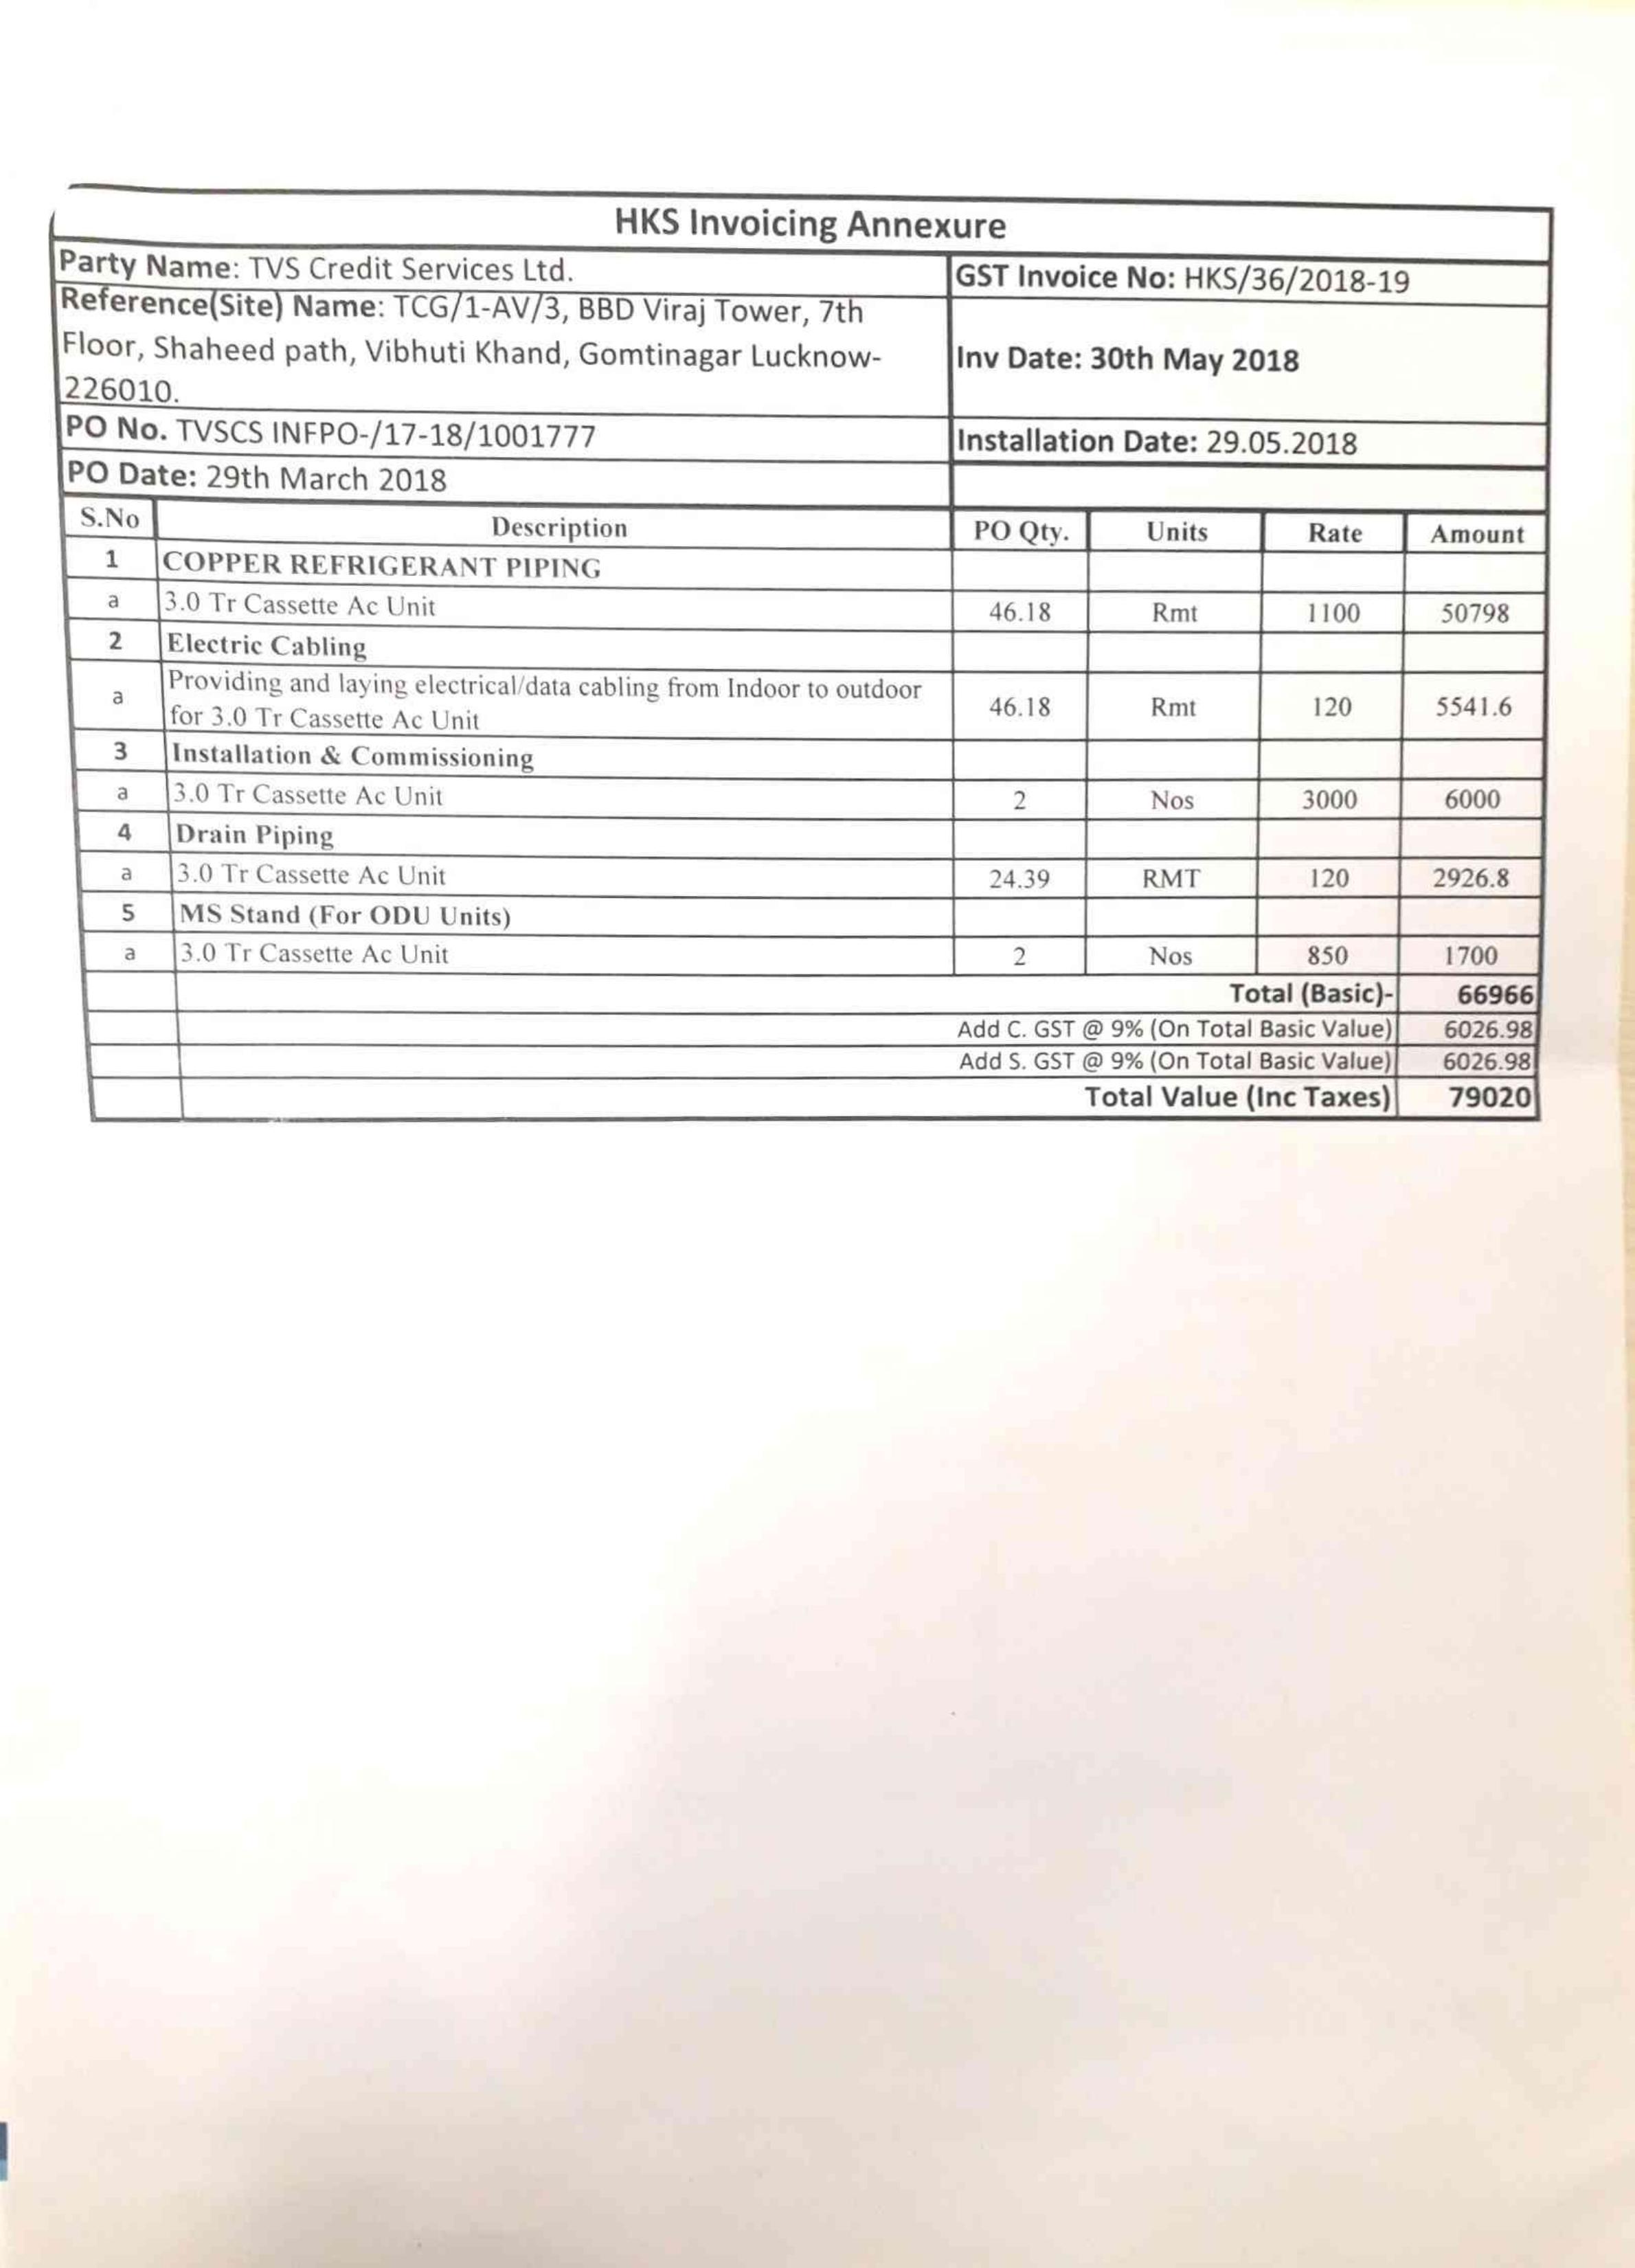 HKS Invoicing Annexure
Party Name: TVS Credit Services Ltd.
GST Invoice No: HKS/36/2018-19
Reference(Site) Name: TCG/1-AV/3, BBD Viraj Tower, 7th
Floor, Shaheed path, Vibhuti Khand, Gomtinagar Lucknow-
226010.
Inv Date: 30th May 2018
PO No. TVSCS INFPO-/17-18/1001777
Installation Date: 29.05.2018
PO Date: 29th March 2018
S.No Description PO Qty. Units Rate Amount
1 COPPER REFRIGERANT PIPING
a 3.0 Tr Cassette Ac Unit 46.18 Rmt 1100 50798
2 Electric Cabling
a Providing and laying electrical/data cabling from Indoor to outdoor
for 3.0 Tr Cassette Ac Unit 46.18 Rmt 120 5541.6
3 Installation & Commissioning
a 3.0 Tr Cassette Ac Unit 2 Nos 3000 6000
4 Drain Piping
a 3.0 Tr Cassette Ac Unit 24.39 RMT 120 2926.8
5 MS Stand (For ODU Units)
a 3.0 Tr Cassette Ac Unit 2 Nos 850 1700
Total (Basic)- 66966
Add C. GST @ 9% (On Total Basic Value) 6026.98
Add S. GST @ 9% (On Total Basic Value) 6026.98
Total Value (Inc Taxes) 79020